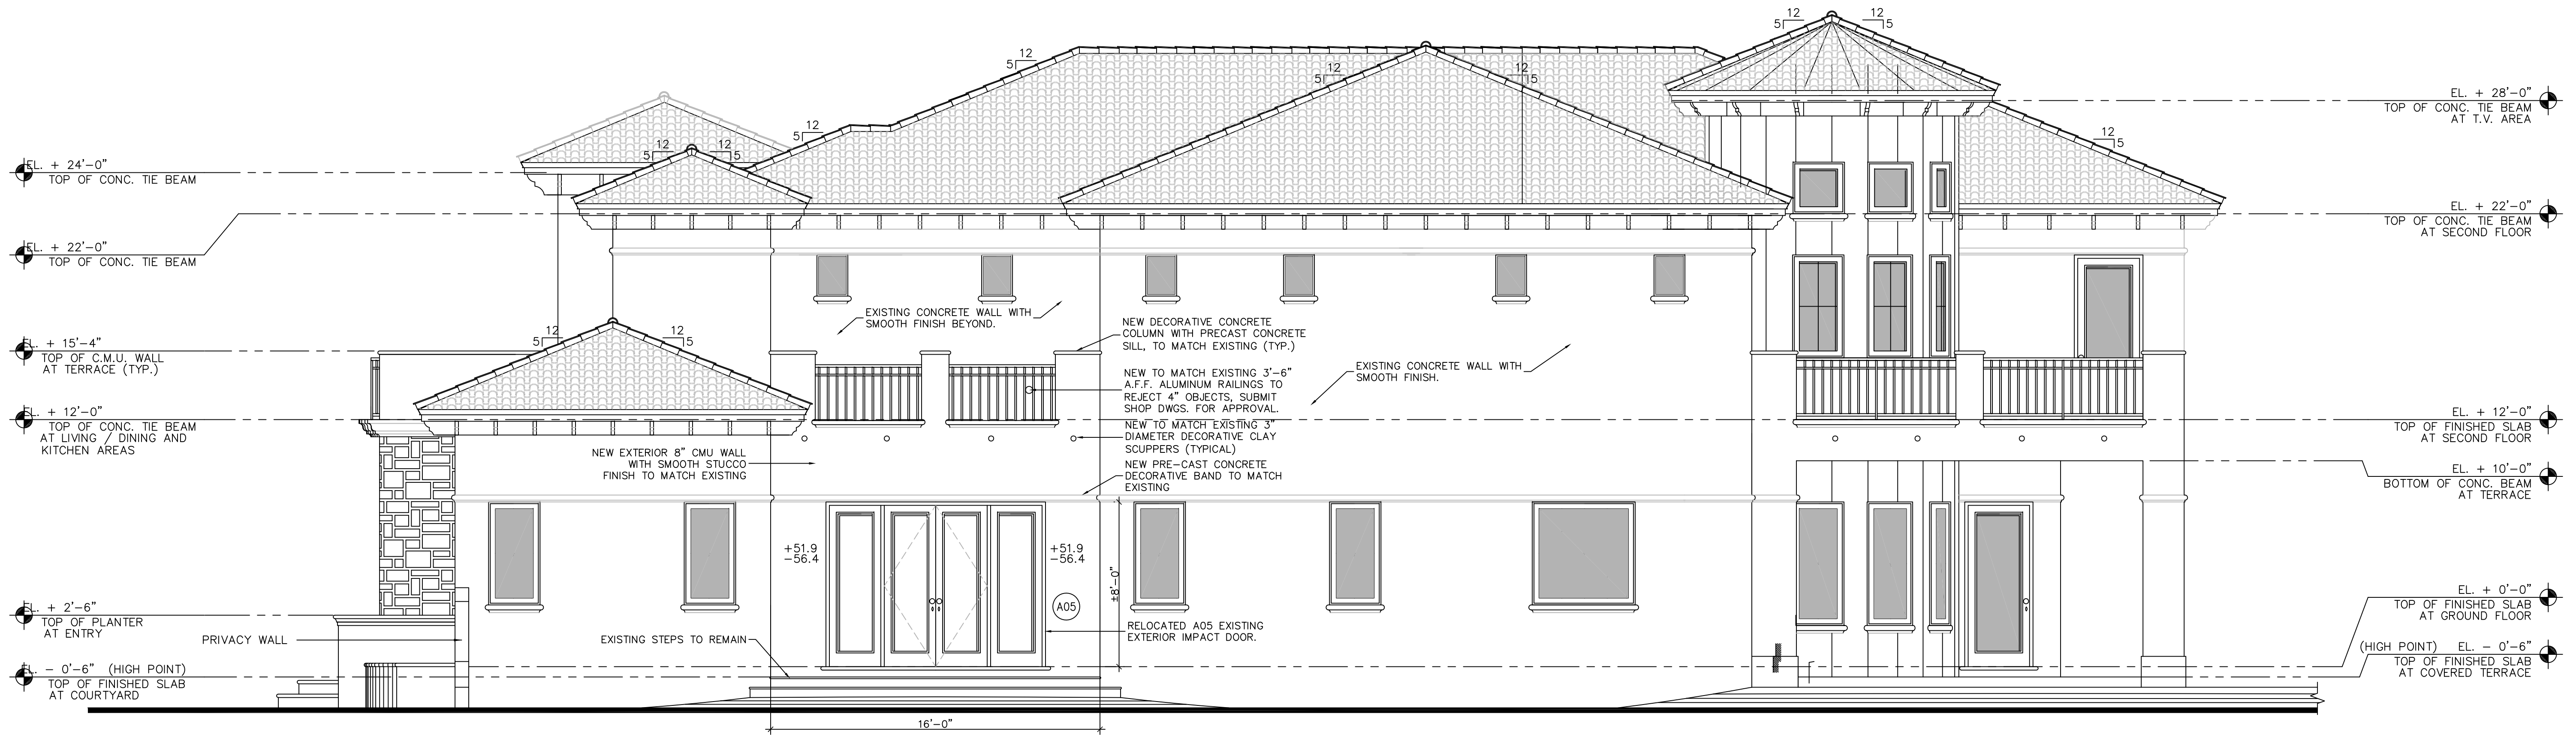 12
5
12
5
12
5
12
5
12
5
12
5
12
5
12
5
12
5
12
5
12
5
12
5
EL. + 28'-0"
TOP OF CONC. TIE BEAM
AT T.V. AREA
EL. + 24'-0"
TOP OF CONC. TIE BEAM
EL. + 22'-0"
TOP OF CONC. TIE BEAM
AT SECOND FLOOR
EL. + 22'-0"
TOP OF CONC. TIE BEAM
EXISTING CONCRETE WALL WITH
SMOOTH FINISH BEYOND.
NEW DECORATIVE CONCRETE
COLUMN WITH PRECAST CONCRETE
SILL, TO MATCH EXISTING (TYP.)
EL. + 15'-4"
TOP OF C.M.U. WALL
AT TERRACE (TYP.)
EXISTING CONCRETE WALL WITH
SMOOTH FINISH.
NEW TO MATCH EXISTING 3'-6"
A.F.F. ALUMINUM RAILINGS TO
REJECT 4" OBJECTS, SUBMIT
SHOP DWGS. FOR APPROVAL.
EL. + 12'-0"
TOP OF CONC. TIE BEAM
AT LIVING / DINING AND
KITCHEN AREAS
EL. + 12'-0"
TOP OF FINISHED SLAB
AT SECOND FLOOR
NEW TO MATCH EXISTING 3"
DIAMETER DECORATIVE CLAY
SCUPPERS (TYPICAL)
NEW EXTERIOR 8" CMU WALL
WITH SMOOTH STUCCO
FINISH TO MATCH EXISTING
NEW PRE-CAST CONCRETE
DECORATIVE BAND TO MATCH
EXISTING
EL. + 10'-0"
BOTTOM OF CONC. BEAM
AT TERRACE
+51.9
-56.4
+51.9
-56.4
±8'-0"
A05
EL. + 2'-6"
TOP OF PLANTER
AT ENTRY
PRIVACY WALL
EXISTING STEPS TO REMAIN
RELOCATED A05 EXISTING
EXTERIOR IMPACT DOOR.
EL. + 0'-0"
TOP OF FINISHED SLAB
AT GROUND FLOOR
EL. - 0'-6" (HIGH POINT)
TOP OF FINISHED SLAB
AT COURTYARD
(HIGH POINT) EL. - 0'-6"
TOP OF FINISHED SLAB
AT COVERED TERRACE
16'-0"